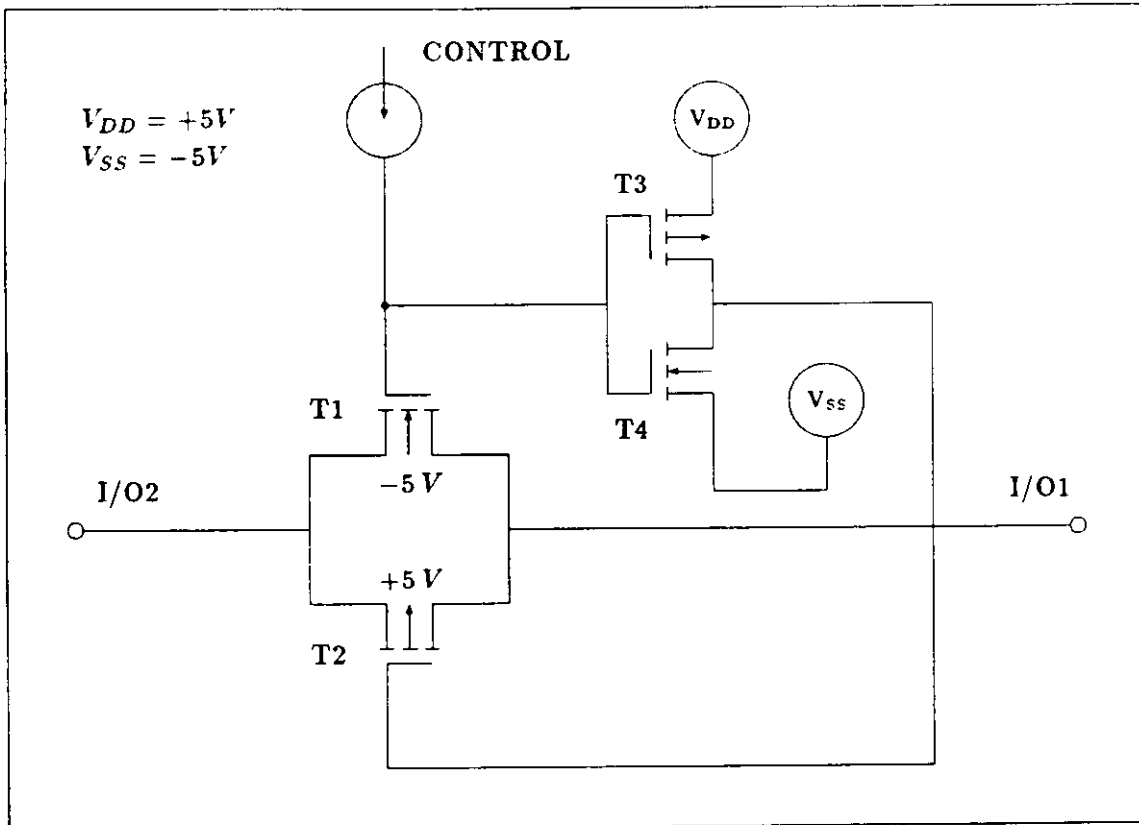 CONTROL
V_DD = +5V
V_SS = -5V
V_DD
T3
T1
T4
V_SS
-5 V
I/O2
I/O1
+5 V
T2